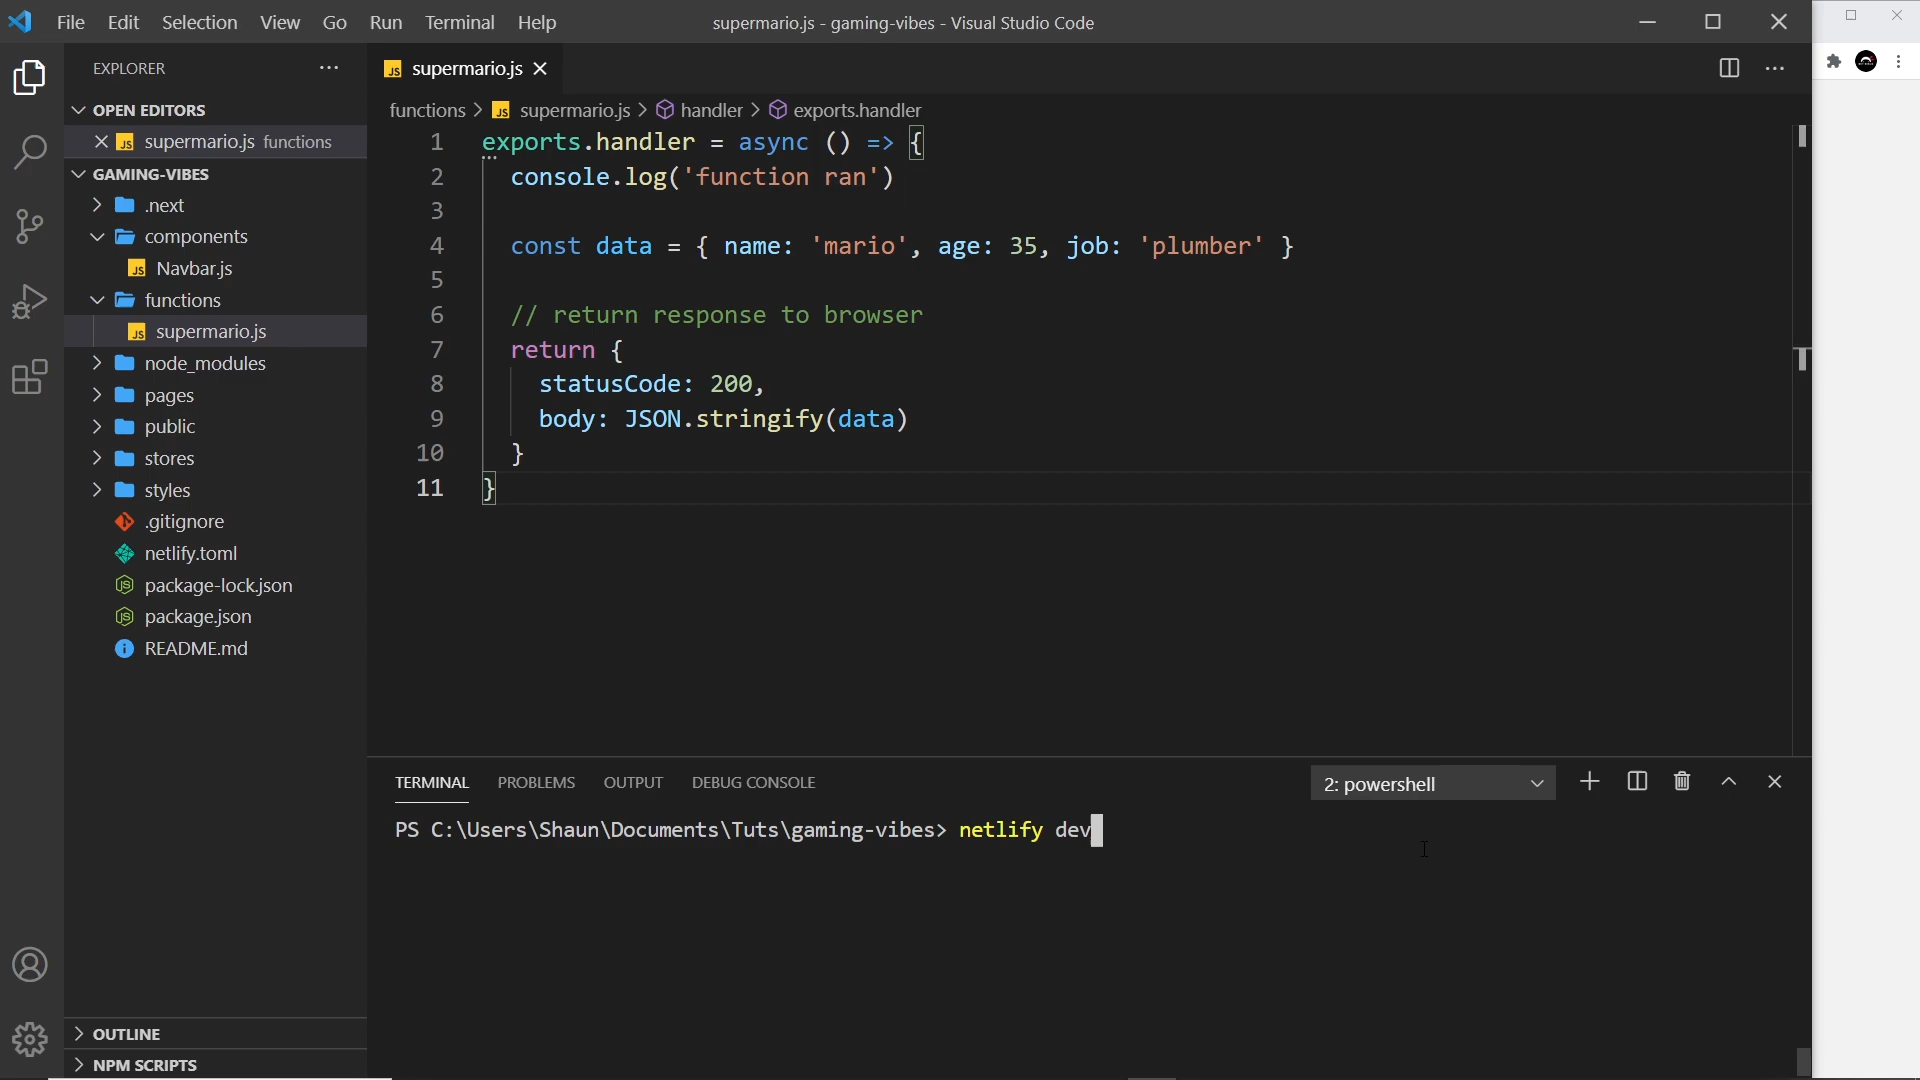 File Edit Selection View Go Run Terminal Help
supermario.js - gaming-vibes - Visual Studio Code
EXPLORER
OPEN EDITORS
supermario.js functions
GAMING-VIBES
.next
components
Navbar.js
functions
supermario.js
node_modules
pages
public
stores
styles
.gitignore
netlify.toml
package-lock.json
package.json
README.md
OUTLINE
NPM SCRIPTS
supermario.js
functions > supermario.js > handler > exports.handler
1 exports.handler = async () => {
2 console.log('function ran')
3
4 const data = { name: 'mario', age: 35, job: 'plumber' }
5
6 // return response to browser
7 return {
8 statusCode: 200,
9 body: JSON.stringify(data)
10 }
11 }
TERMINAL PROBLEMS OUTPUT DEBUG CONSOLE
2: powershell
PS C:\Users\Shaun\Documents\Tuts\gaming-vibes> netlify dev